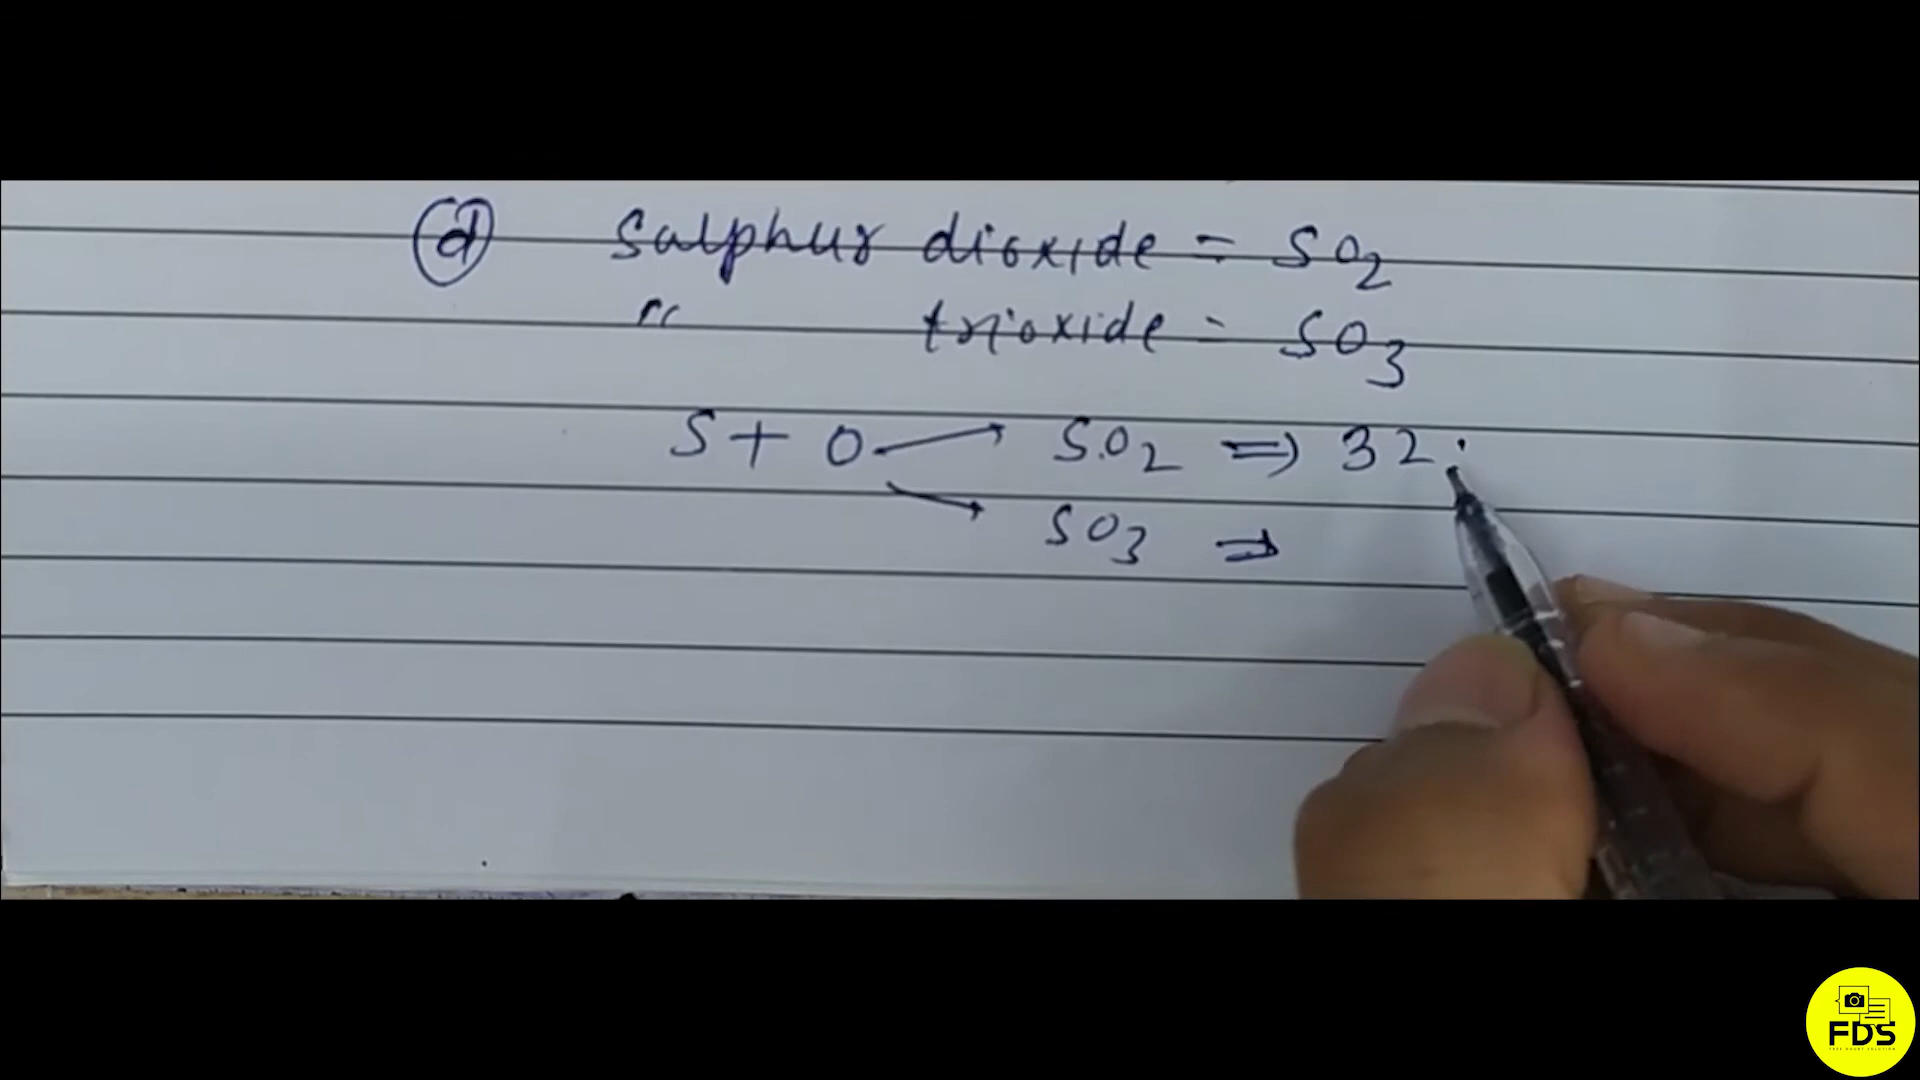 (d) Sulphur dioxide = SO2
" trioxide = SO3
S + O → SO2 ⇒ 32:
→ SO3 ⇒
FDS